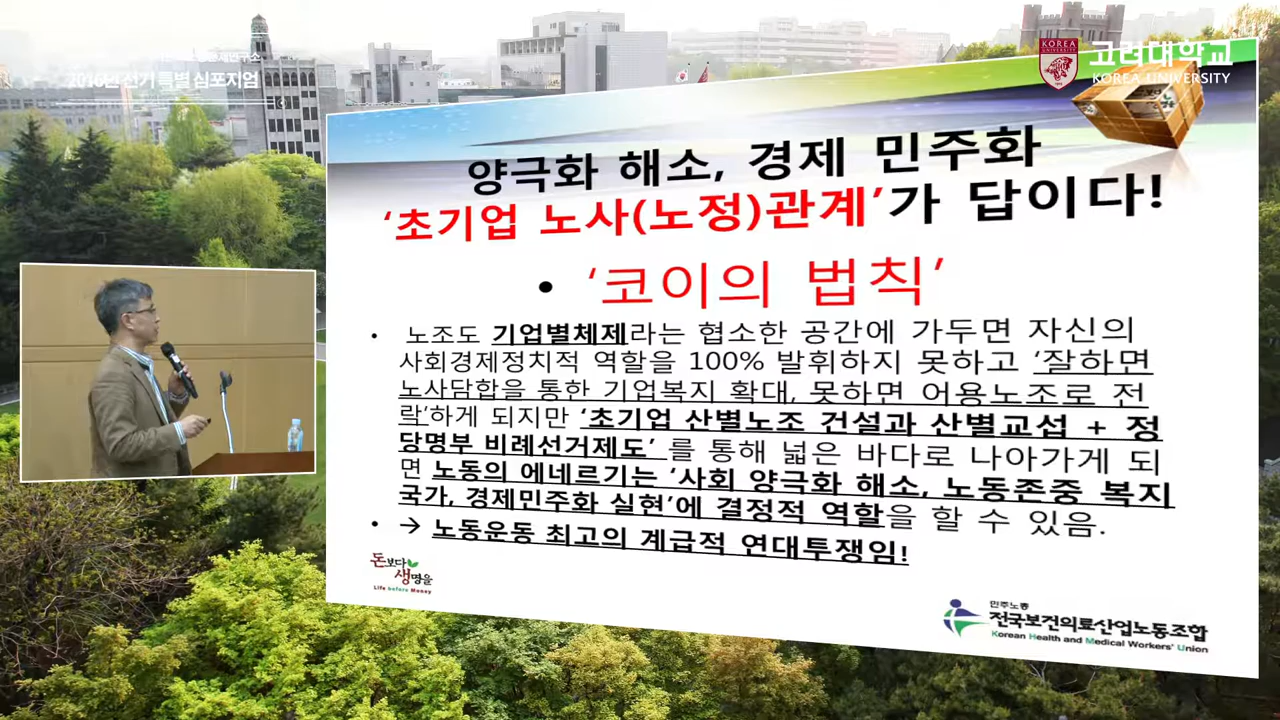 2016년 전기 특별 심포지엄
고려대학교
KOREA UNIVERSITY
KOREA
양극화 해소, 경제 민주화
‘초기업 노사(노정)관계’가 답이다!
• ‘코이의 법칙’
• 노조도 기업별체제라는 협소한 공간에 가두면 자신의
사회경제정치적 역할을 100% 발휘하지 못하고 ‘잘하면
노사담합을 통한 기업복지 확대, 못하면 어용노조로 전
락’하게 되지만 ‘초기업 산별노조 건설과 산별교섭 + 정
당명부 비례선거제도’ 를 통해 넓은 바다로 나아가게 되
면 노동의 에네르기는 ‘사회 양극화 해소, 노동존중 복지
국가, 경제민주화 실현’에 결정적 역할을 할 수 있음.
• → 노동운동 최고의 계급적 연대투쟁임!
돈보다
생명을
Life before Money
민주노총
전국보건의료산업노동조합
Korean Health and Medical Workers' Union